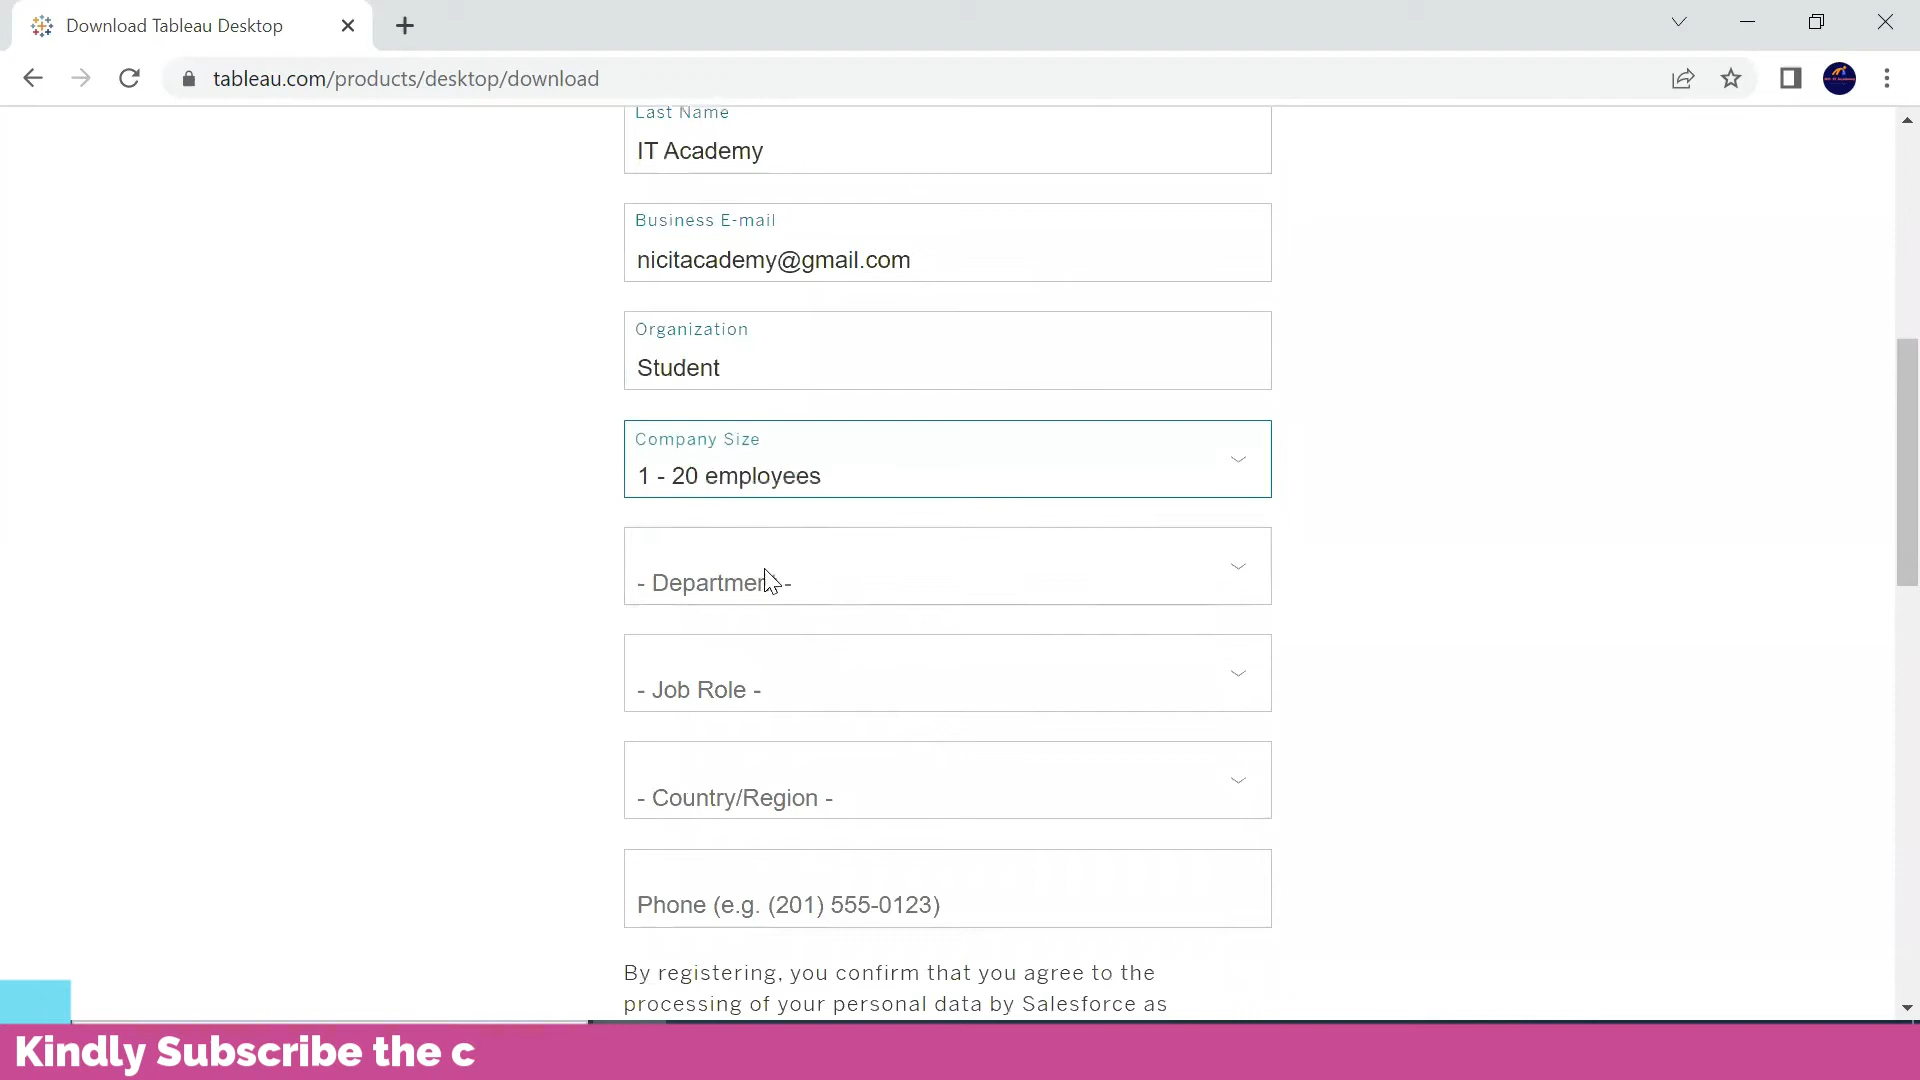 Download Tableau Desktop
tableau.com/products/desktop/download
Last Name
IT Academy
Business E-mail
nicitacademy@gmail.com
Organization
Student
Company Size
1 - 20 employees
- Department -
- Job Role -
- Country/Region -
Phone (e.g. (201) 555-0123)
By registering, you confirm that you agree to the
processing of your personal data by Salesforce as
Kindly Subscribe the c